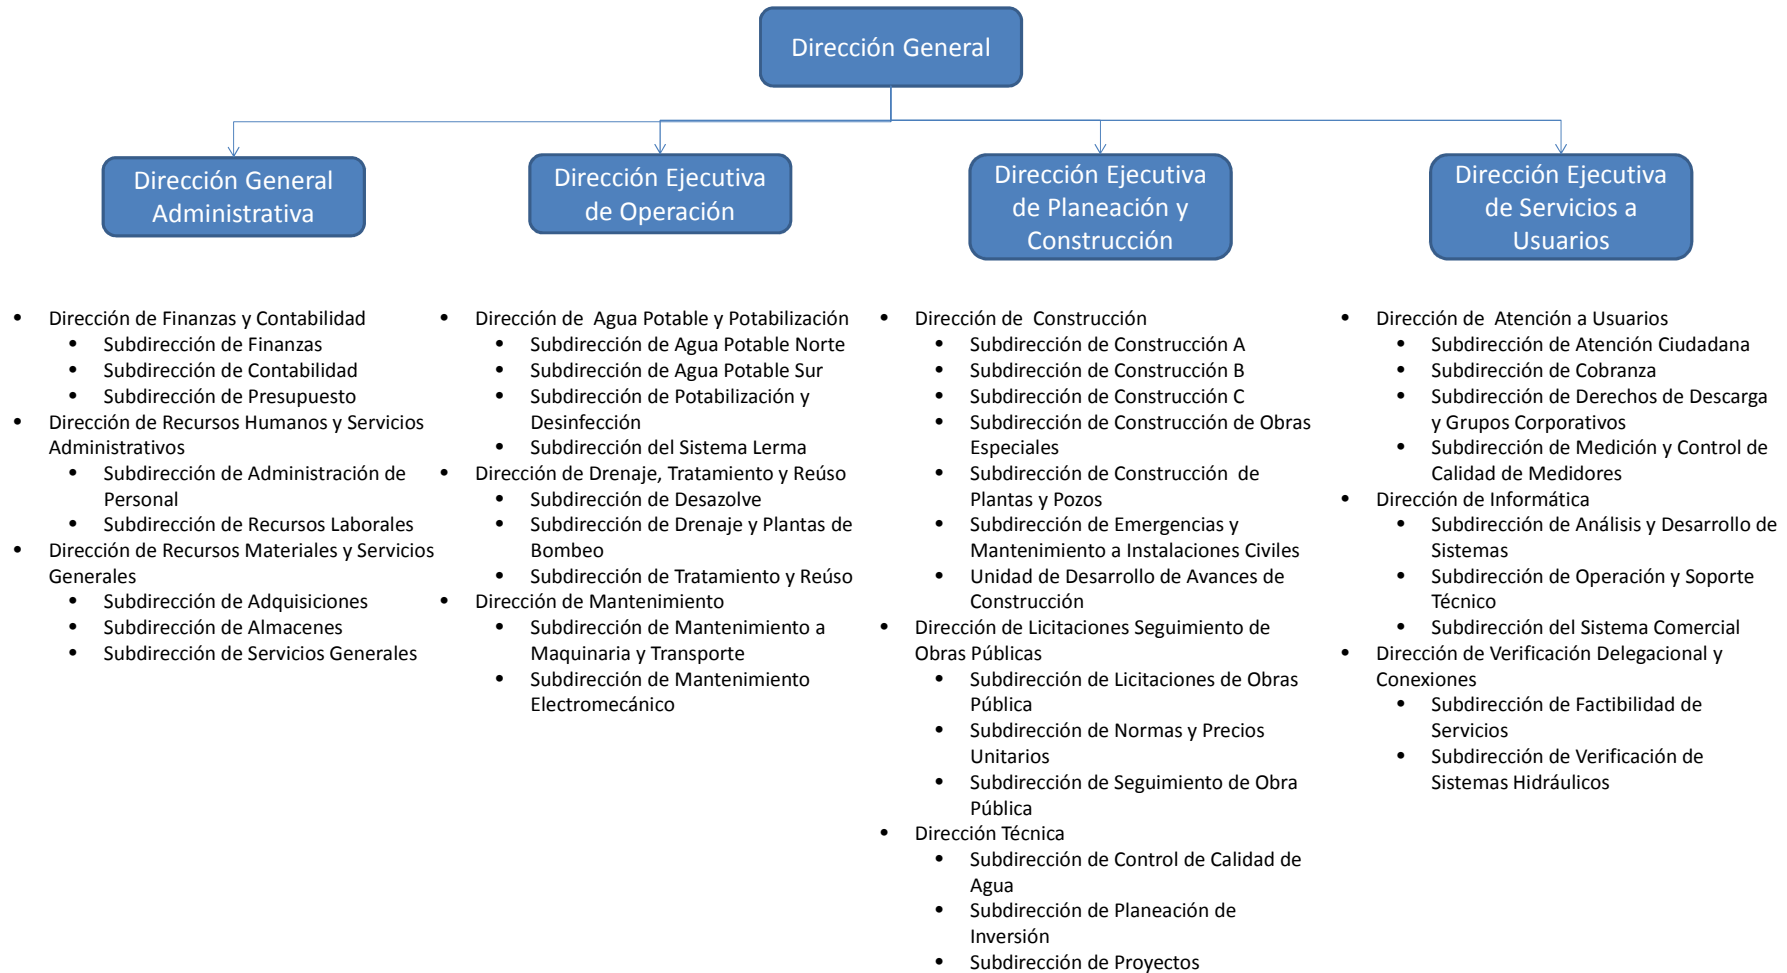 Dirección General
Dirección General
Administrativa
Dirección Ejecutiva
de Operación
Dirección Ejecutiva
de Planeación y
Construcción
Dirección Ejecutiva
de Servicios a
Usuarios
• Dirección de Finanzas y Contabilidad
• Subdirección de Finanzas
• Subdirección de Contabilidad
• Subdirección de Presupuesto
• Dirección de Recursos Humanos y Servicios
Administrativos
• Subdirección de Administración de
Personal
• Subdirección de Recursos Laborales
• Dirección de Recursos Materiales y Servicios
Generales
• Subdirección de Adquisiciones
• Subdirección de Almacenes
• Subdirección de Servicios Generales
• Dirección de  Agua Potable y Potabilización
• Subdirección de Agua Potable Norte
• Subdirección de Agua Potable Sur
• Subdirección de Potabilización y
Desinfección
• Subdirección del Sistema Lerma
• Dirección de Drenaje, Tratamiento y Reúso
• Subdirección de Desazolve
• Subdirección de Drenaje y Plantas de
Bombeo
• Subdirección de Tratamiento y Reúso
• Dirección de Mantenimiento
• Subdirección de Mantenimiento a
Maquinaria y Transporte
• Subdirección de Mantenimiento
Electromecánico
• Dirección de  Construcción
• Subdirección de Construcción A
• Subdirección de Construcción B
• Subdirección de Construcción C
• Subdirección de Construcción de Obras
Especiales
• Subdirección de Construcción  de
Plantas y Pozos
• Subdirección de Emergencias y
Mantenimiento a Instalaciones Civiles
• Unidad de Desarrollo de Avances de
Construcción
• Dirección de Licitaciones Seguimiento de
Obras Públicas
• Subdirección de Licitaciones de Obras
Pública
• Subdirección de Normas y Precios
Unitarios
• Subdirección de Seguimiento de Obra
Pública
• Dirección Técnica
• Subdirección de Control de Calidad de
Agua
• Subdirección de Planeación de
Inversión
• Subdirección de Proyectos
• Dirección de  Atención a Usuarios
• Subdirección de Atención Ciudadana
• Subdirección de Cobranza
• Subdirección de Derechos de Descarga
y Grupos Corporativos
• Subdirección de Medición y Control de
Calidad de Medidores
• Dirección de Informática
• Subdirección de Análisis y Desarrollo de
Sistemas
• Subdirección de Operación y Soporte
Técnico
• Subdirección del Sistema Comercial
• Dirección de Verificación Delegacional y
Conexiones
• Subdirección de Factibilidad de
Servicios
• Subdirección de Verificación de
Sistemas Hidráulicos